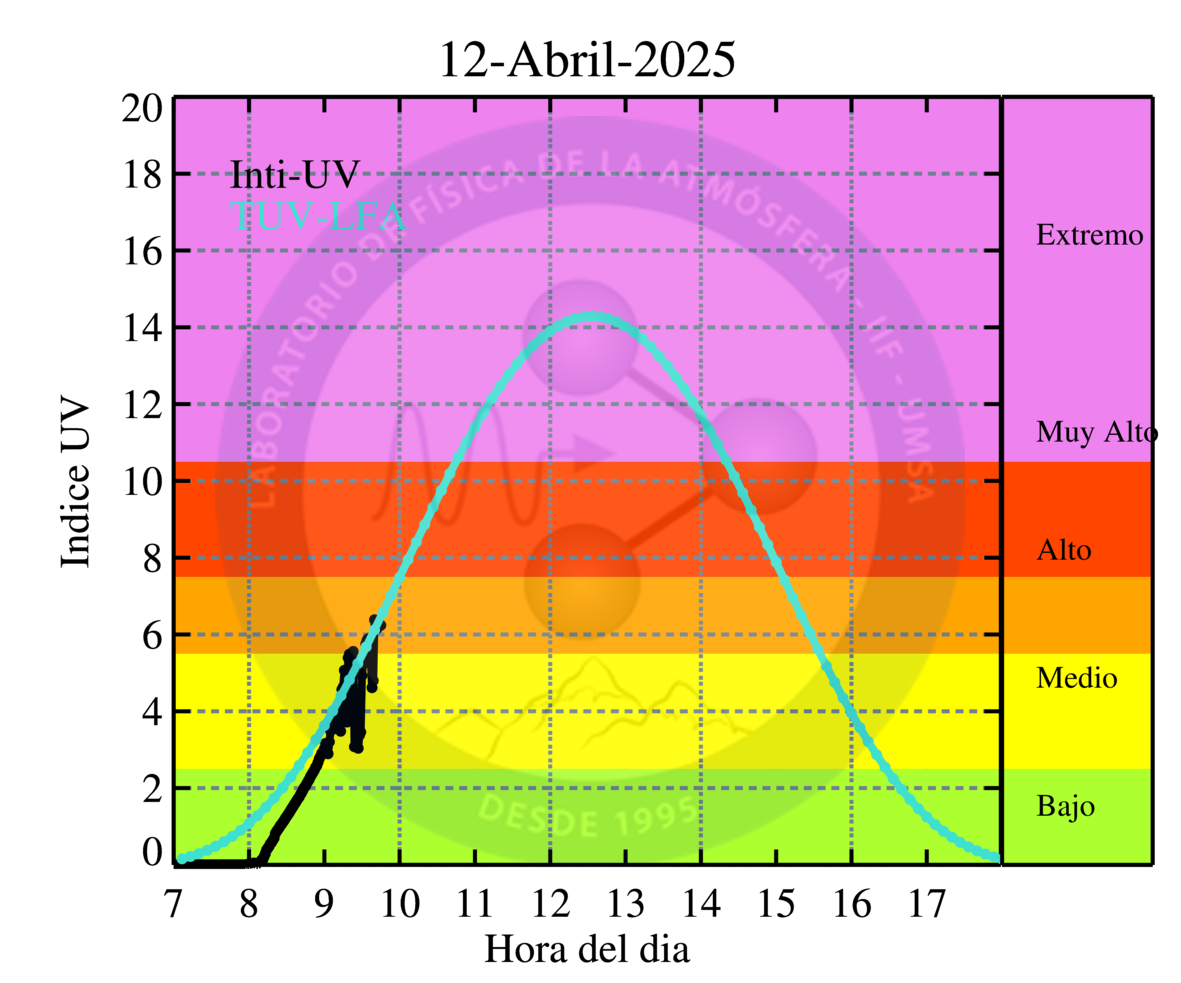 12-Abril-2025
20
18
16
14
12
10
8
6
4
2
0
Indice UV
Inti-UV
TUV-LFA
LABORATORIO DE FÍSICA DE LA ATMÓSFERA - IIF - UMSA
DESDE 1995
Extremo
Muy Alto
Alto
Medio
Bajo
7 8 9 10 11 12 13 14 15 16 17
Hora del dia